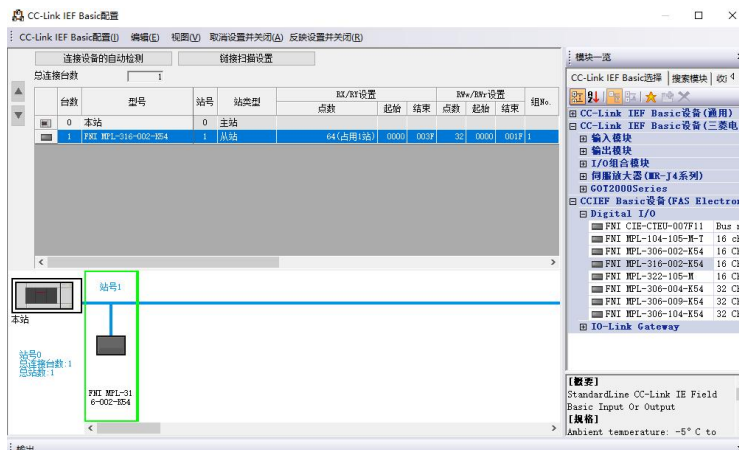 CC-Link IEF Basic配置
CC-Link IEF Basic配置(I) 编辑(E) 视图(V) 取消设置并关闭(A) 反映设置并关闭(R)
连接设备的自动检测 链接扫描设置
总连接台数 1
台数 型号 站号 站类型 RX/RY设置 RWw/RWr设置 组No.
点数 起始 结束 点数 起始 结束
0 本站 0 主站
1 FNI MPL-316-002-K54 1 从站 64(占用1站) 0000 003F 32 0000 001F 1
站号1
本站
站号0
总连接台数:1
总站数:1
FNI MPL-31
6-002-K54
输出
模块一览
CC-Link IEF Basic选择 搜索模块 收
CC-Link IEF Basic设备(通用)
CC-Link IEF Basic设备(三菱电
输入模块
输出模块
I/O组合模块
伺服放大器(MR-J4系列)
GOT2000Series
CCIEF Basic设备(FAS Electron
Digital I/O
FNI CIE-CTEU-007F11 Bus
FNI MPL-104-105-M-T 16 c
FNI MPL-306-002-K54 16 C
FNI MPL-316-002-K54 16 C
FNI MPL-322-105-M 16 C
FNI MPL-306-004-K54 32 C
FNI MPL-306-009-K54 32 C
FNI MPL-306-104-K54 32 C
IO-Link Gateway
[概要]
StandardLine CC-Link IE Field
Basic Input Or Output
[规格]
Ambient temperature: -5° C to